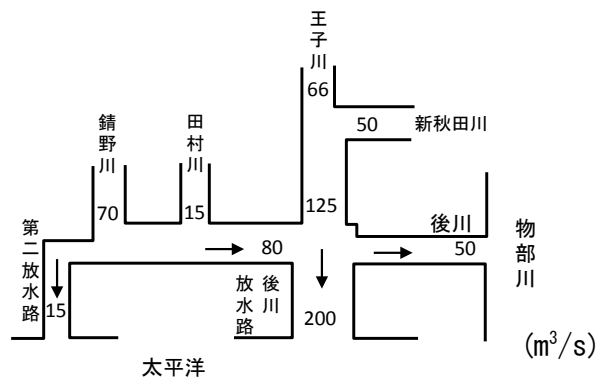 王子川
66
50
新秋田川
錆野川
田村川
70
15
125
後川
50
物部川
第二放水路
80
15
後川
放水路
200
(m³/s)
太平洋